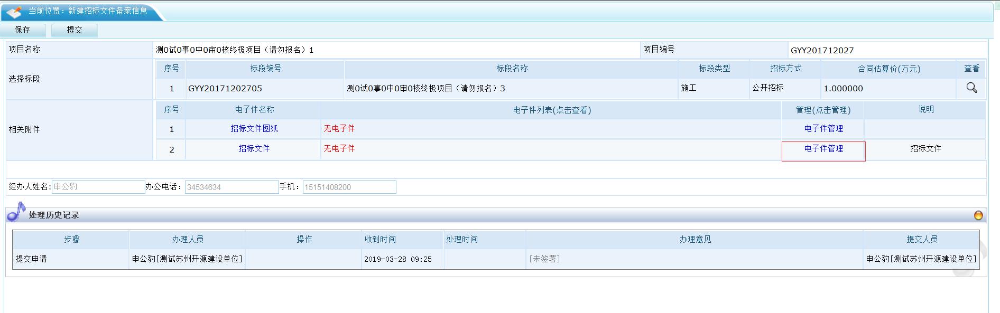 当前位置：新建招标文件备案信息
保存 提交
项目名称 测0试0事0中0审0核终极项目（请勿报名）1 项目编号 GYY201712027
选择标段
序号 标段编号 标段名称 标段类型 招标方式 合同估算价(万元) 查看
1 GYY20171202705 测0试0事0中0审0核终极项目（请勿报名）3 施工 公开招标 1.000000
相关附件
序号 电子件名称 电子件列表(点击查看) 管理(点击管理) 说明
1 招标文件图纸 无电子件 电子件管理
2 招标文件 无电子件 电子件管理 招标文件
经办人姓名: 申公豹 办公电话： 34534634 手机： 15151408200
处理历史记录
步骤 办理人员 操作 收到时间 处理时间 办理意见 提交人员
提交申请 申公豹[测试苏州开源建设单位] 2019-03-28 09:25 [未签署] 申公豹[测试苏州开源建设单位]